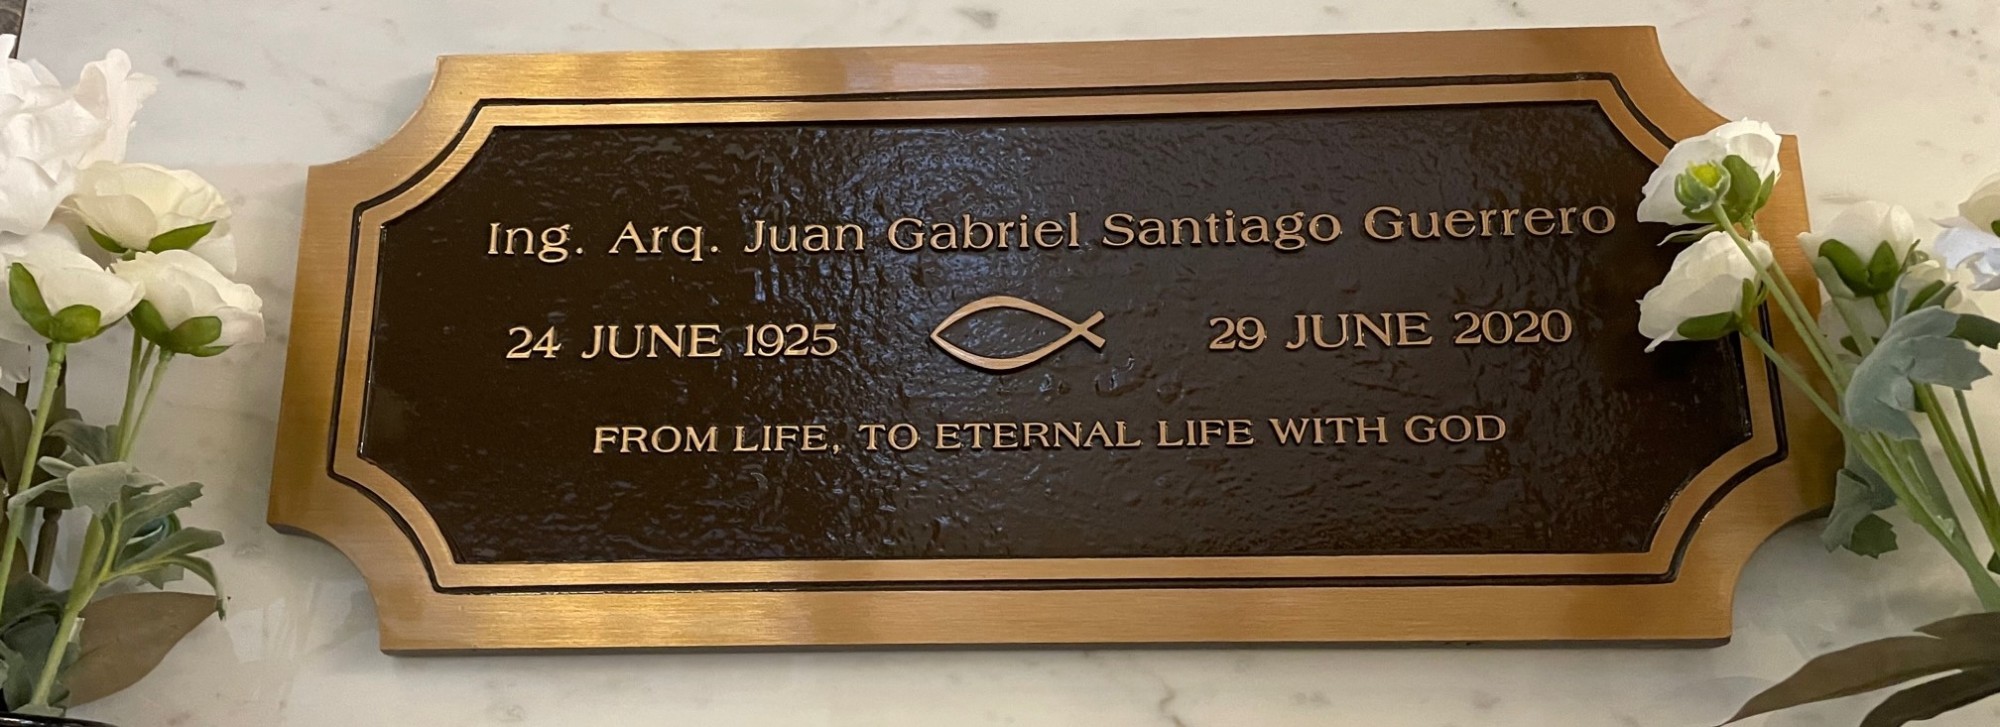 Ing. Arq. Juan Gabriel Santiago Guerrero
24 JUNE 1925 29 JUNE 2020
FROM LIFE, TO ETERNAL LIFE WITH GOD